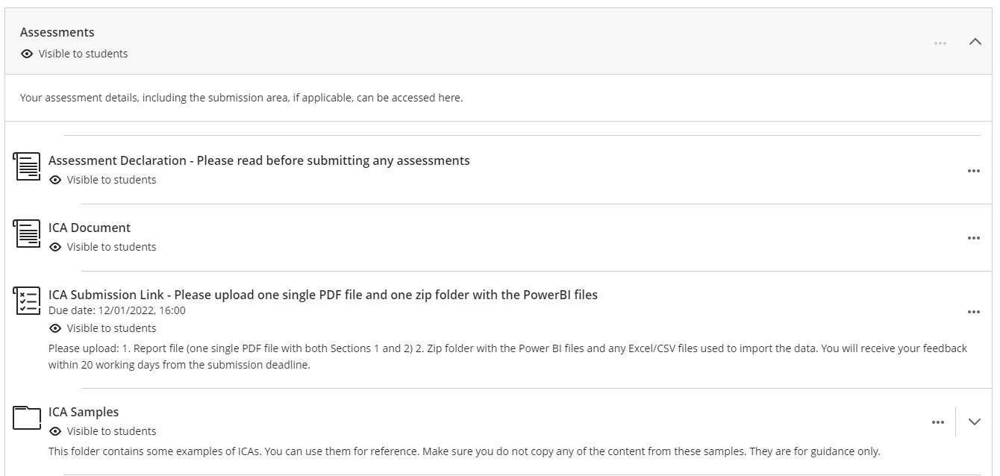 Assessments
Visible to students
Your assessment details, including the submission area, if applicable, can be accessed here.
Assessment Declaration - Please read before submitting any assessments
Visible to students
ICA Document
Visible to students
ICA Submission Link - Please upload one single PDF file and one zip folder with the PowerBI files
Due date: 12/01/2022, 16:00
Visible to students
Please upload: 1. Report file (one single PDF file with both Sections 1 and 2) 2. Zip folder with the Power BI files and any Excel/CSV files used to import the data. You will receive your feedback
within 20 working days from the submission deadline.
ICA Samples
Visible to students
This folder contains some examples of ICAs. You can use them for reference. Make sure you do not copy any of the content from these samples. They are for guidance only.